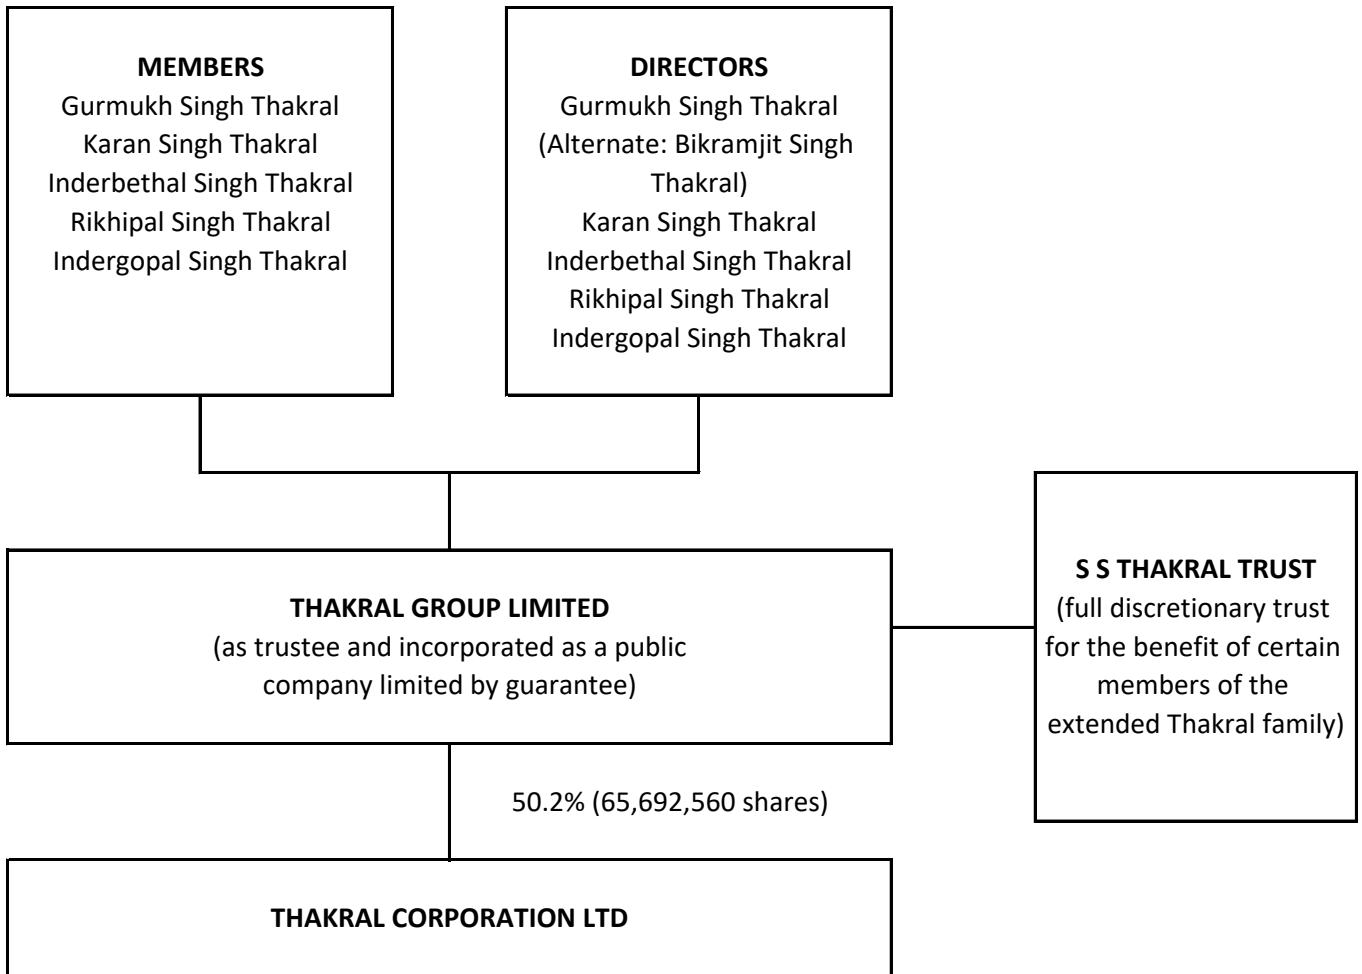 MEMBERS
Gurmukh Singh Thakral
Karan Singh Thakral
Inderbethal Singh Thakral
Rikhipal Singh Thakral
Indergopal Singh Thakral
DIRECTORS
Gurmukh Singh Thakral
(Alternate: Bikramjit Singh
Thakral)
Karan Singh Thakral
Inderbethal Singh Thakral
Rikhipal Singh Thakral
Indergopal Singh Thakral
THAKRAL GROUP LIMITED
(as trustee and incorporated as a public
company limited by guarantee)
S S THAKRAL TRUST
(full discretionary trust
for the benefit of certain
members of the
extended Thakral family)
50.2% (65,692,560 shares)
THAKRAL CORPORATION LTD